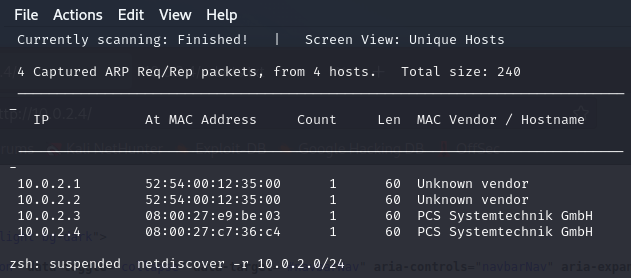 File Actions Edit View Help
Currently scanning: Finished! | Screen View: Unique Hosts
4 Captured ARP Req/Rep packets, from 4 hosts. Total size: 240
IP At MAC Address Count Len MAC Vendor / Hostname
10.0.2.1 52:54:00:12:35:00 1 60 Unknown vendor
10.0.2.2 52:54:00:12:35:00 1 60 Unknown vendor
10.0.2.3 08:00:27:e9:be:03 1 60 PCS Systemtechnik GmbH
10.0.2.4 08:00:27:c7:36:c4 1 60 PCS Systemtechnik GmbH
zsh: suspended netdiscover -r 10.0.2.0/24